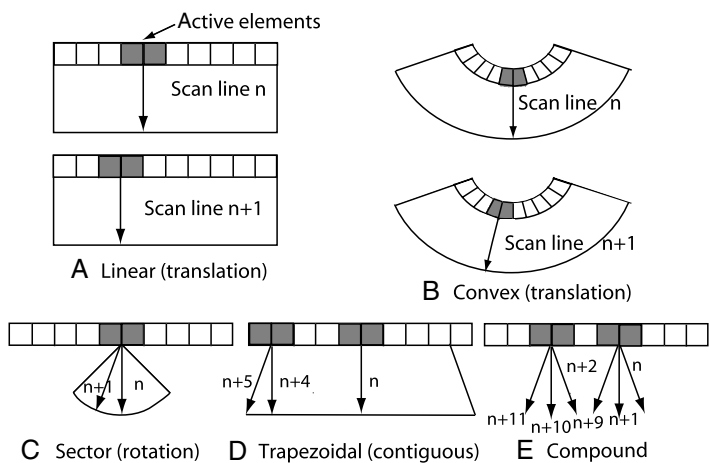 Active elements
Scan line n
Scan line n
Scan line n+1
Scan line n+1
A Linear (translation)
B Convex (translation)
n+1
n
n+5
n+4
n
n+2
n
n+11
n+10
n+9
n+1
C Sector (rotation)
D Trapezoidal (contiguous)
E Compound